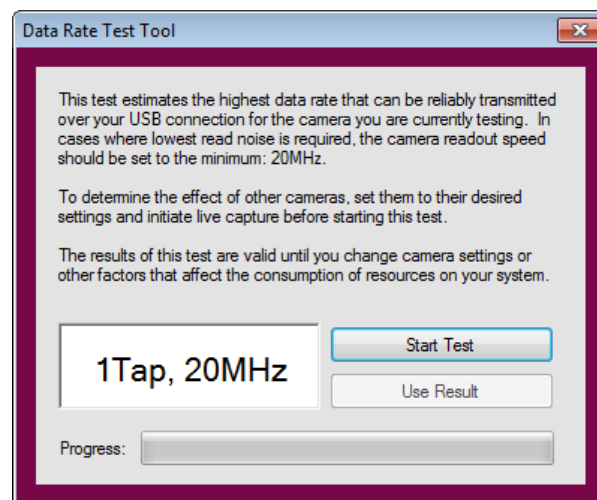 Data Rate Test Tool
This test estimates the highest data rate that can be reliably transmitted
over your USB connection for the camera you are currently testing. In
cases where lowest read noise is required, the camera readout speed
should be set to the minimum: 20MHz.
To determine the effect of other cameras, set them to their desired
settings and initiate live capture before starting this test.
The results of this test are valid until you change camera settings or
other factors that affect the consumption of resources on your system.
1Tap, 20MHz
Start Test
Use Result
Progress: